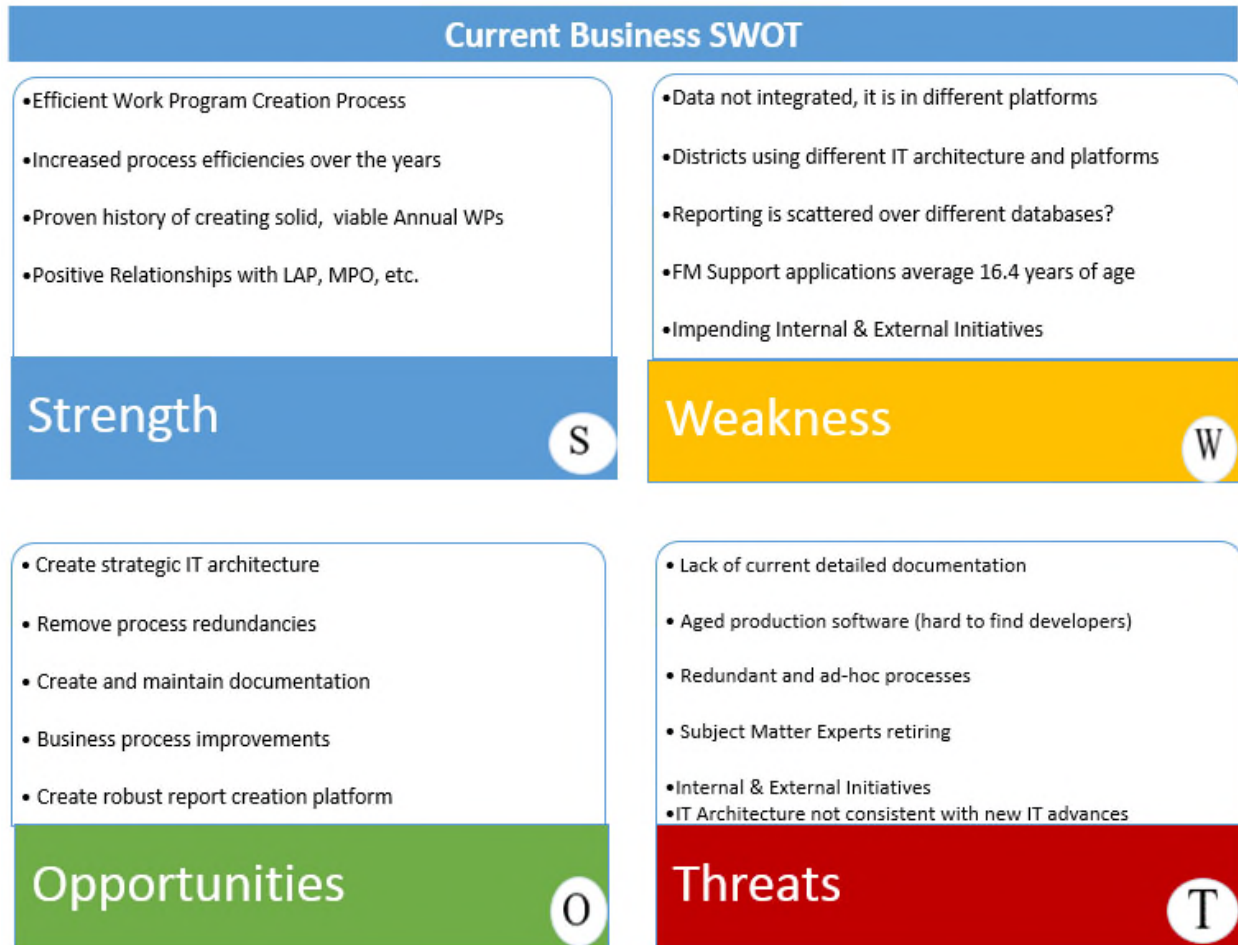 Current Business SWOT
•Efficient Work Program Creation Process
•Increased process efficiencies over the years
•Proven history of creating solid, viable Annual WPs
•Positive Relationships with LAP, MPO, etc.
Strength
S
•Data not integrated, it is in different platforms
•Districts using different IT architecture and platforms
•Reporting is scattered over different databases?
•FM Support applications average 16.4 years of age
•Impending Internal & External Initiatives
Weakness
W
• Create strategic IT architecture
• Remove process redundancies
• Create and maintain documentation
• Business process improvements
• Create robust report creation platform
Opportunities
O
• Lack of current detailed documentation
• Aged production software (hard to find developers)
• Redundant and ad-hoc processes
• Subject Matter Experts retiring
•Internal & External Initiatives
•IT Architecture not consistent with new IT advances
Threats
T